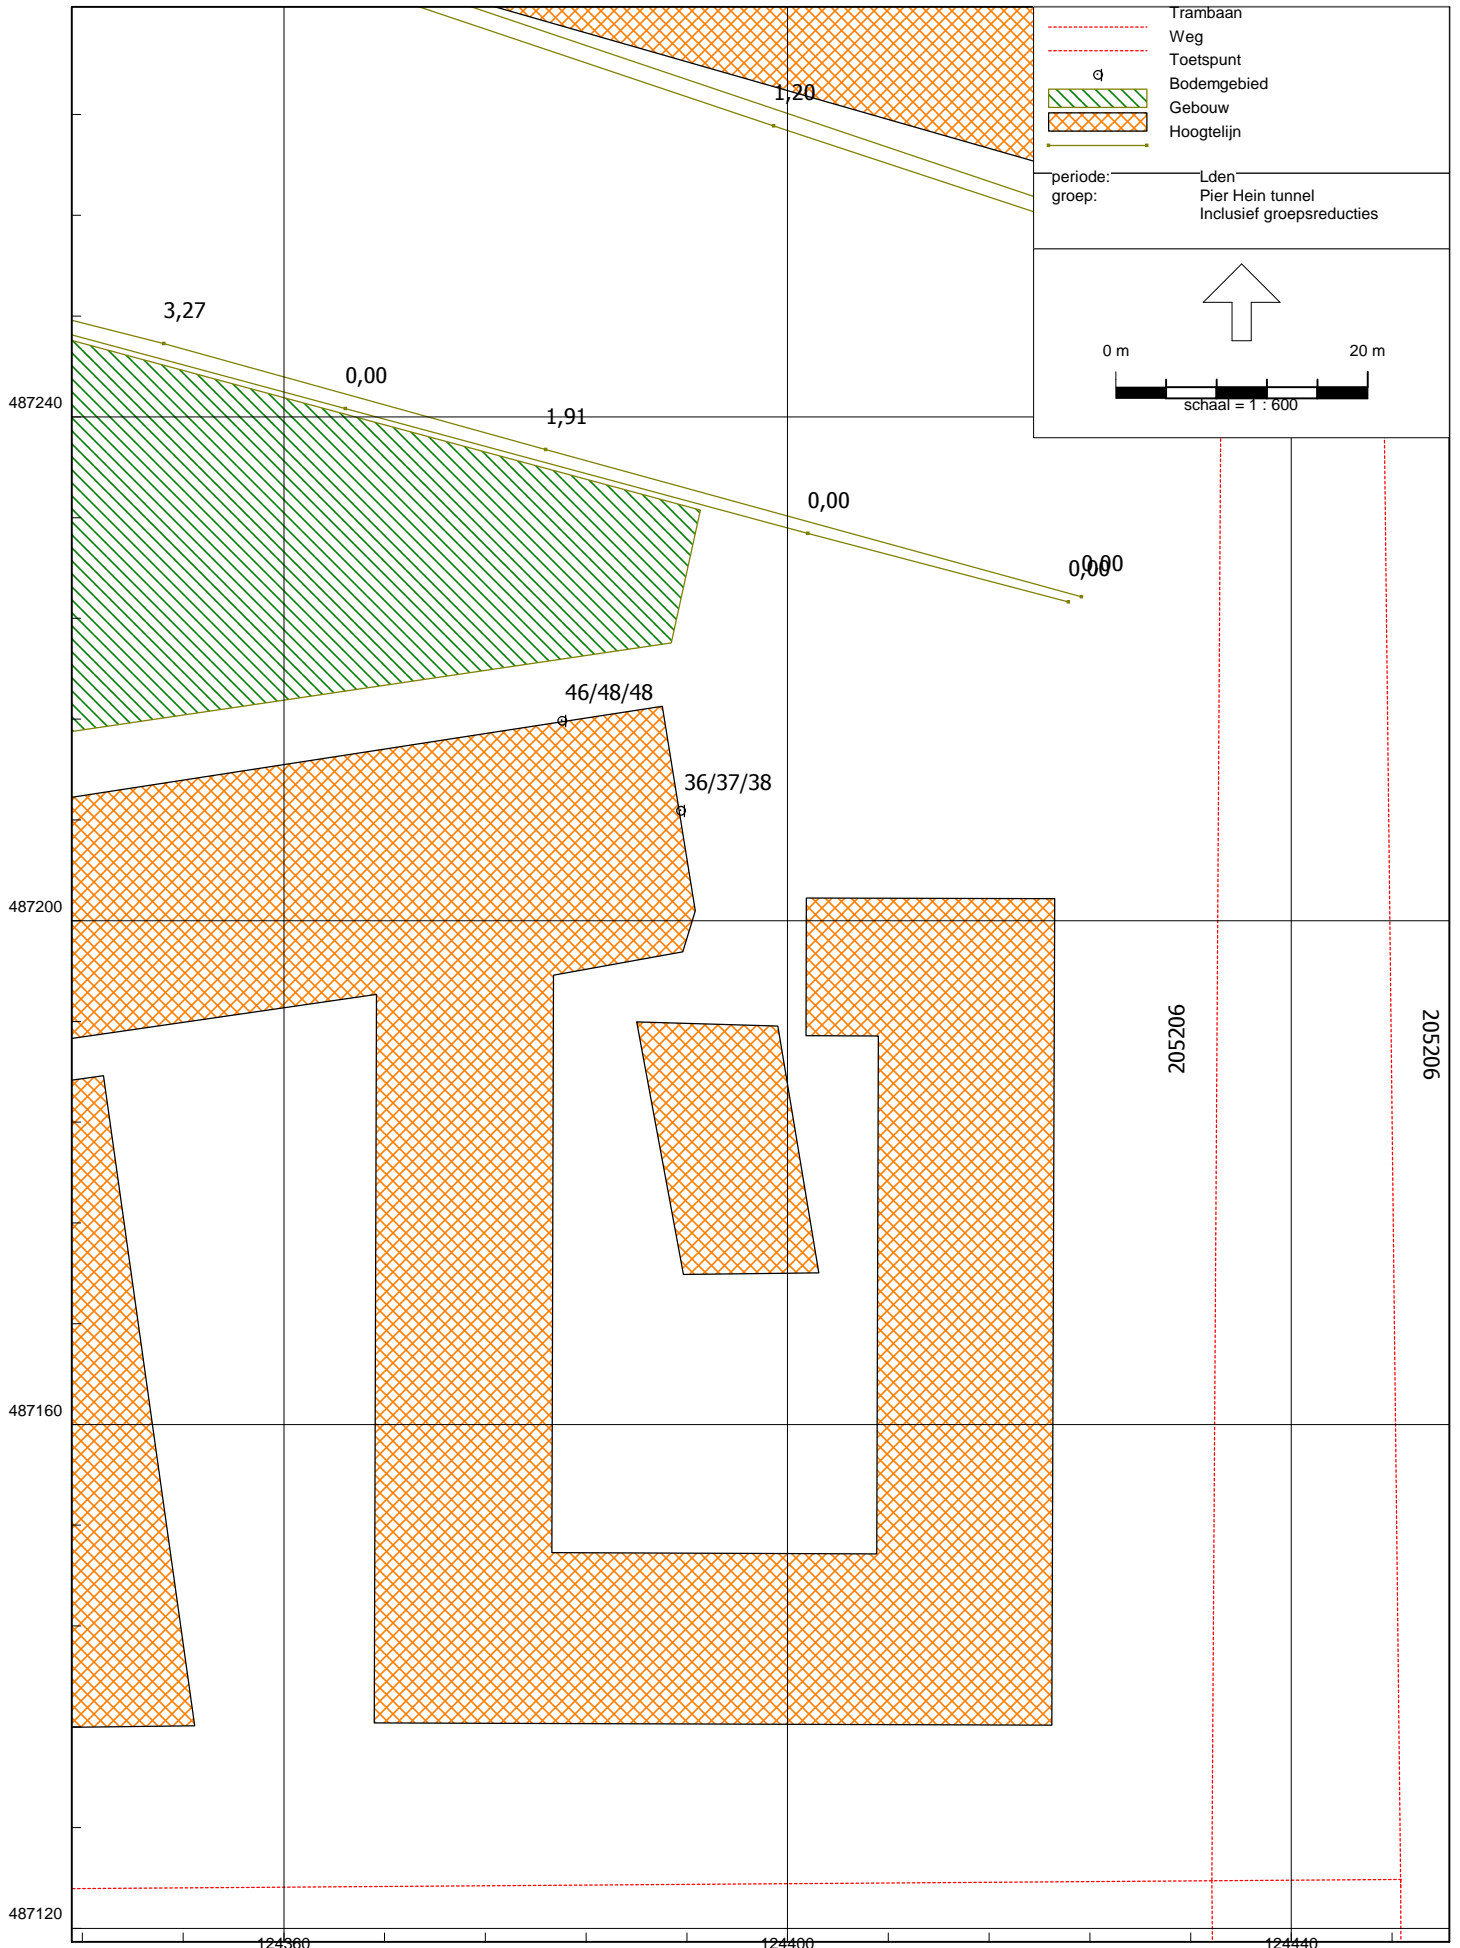 Trambaan
Weg
Toetspunt
Bodemgebied
Gebouw
Hoogtelijn
periode: Lden
groep: Pier Hein tunnel
Inclusief groepsreducties
0 m 20 m
schaal = 1 : 600
1,20
3,27
0,00
1,91
0,00
0,00
0,00
46/48/48
36/37/38
205206
205206
487240
487200
487160
487120
124360
124400
124440